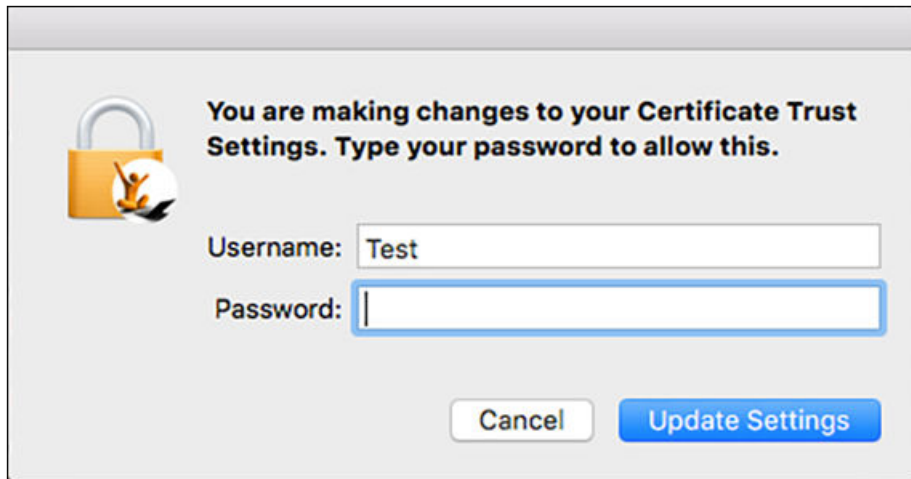 You are making changes to your Certificate Trust
Settings. Type your password to allow this.
Username: Test
Password:
Cancel Update Settings